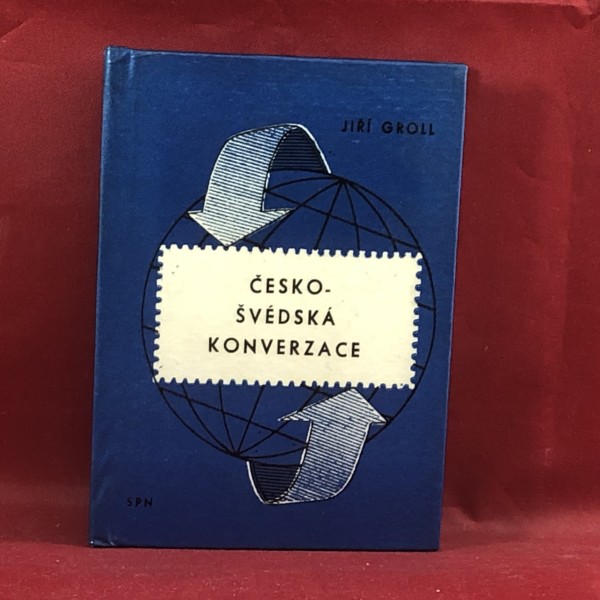 JIŘÍ GROLL
ČESKO-
ŠVÉDSKÁ
KONVERZACE
SPN